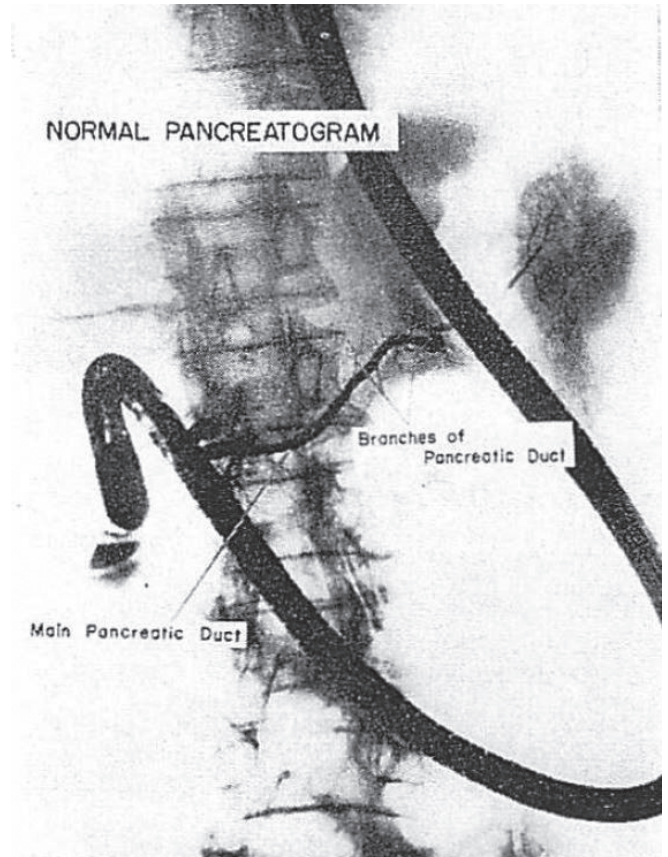 NORMAL PANCREATOGRAM
Branches of
Pancreatic Duct
Main Pancreatic Duct